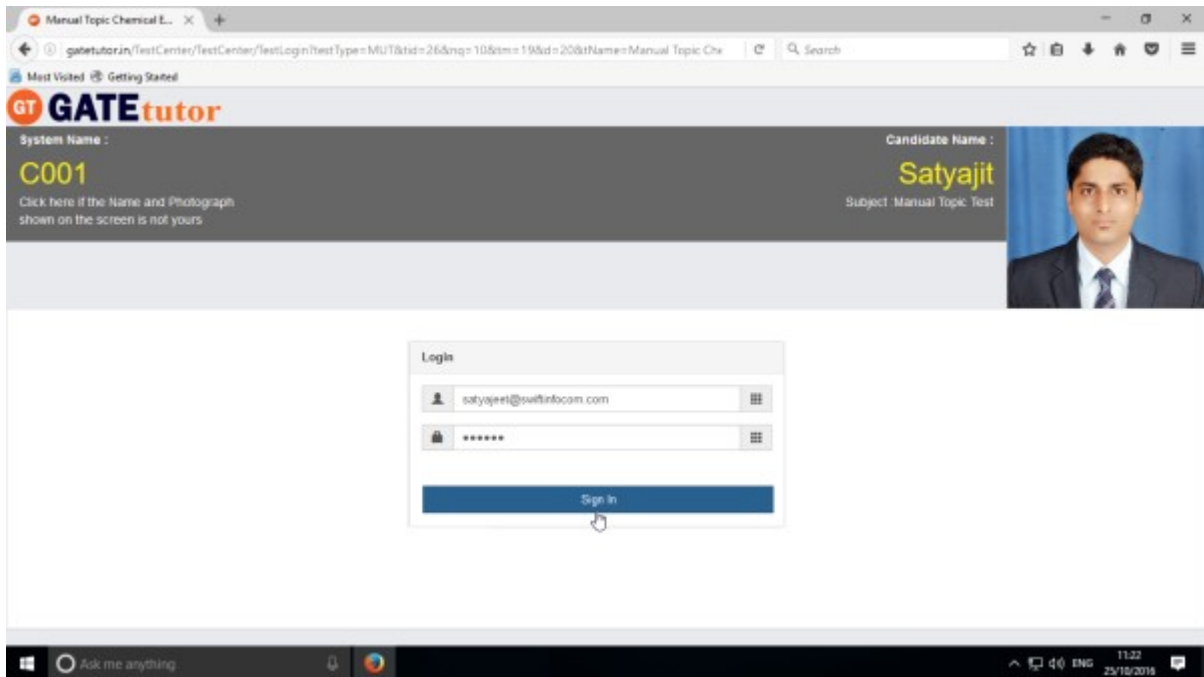 Manual Topic Chemical E...
gatetutor.in/TestCenter/TestCenter/TestLogin?testType=MUT&tid=26&nq=10&tm=19&d=20&tName=Manual Topic Che
Search
Most Visited Getting Started
GT GATEtutor
System Name :
C001
Click here if the Name and Photograph
shown on the screen is not yours
Candidate Name :
Satyajit
Subject :Manual Topic Test
Login
satyajeet@swiftinfocom.com
******
Sign In
Ask me anything
ENG
11:22
25/10/2016